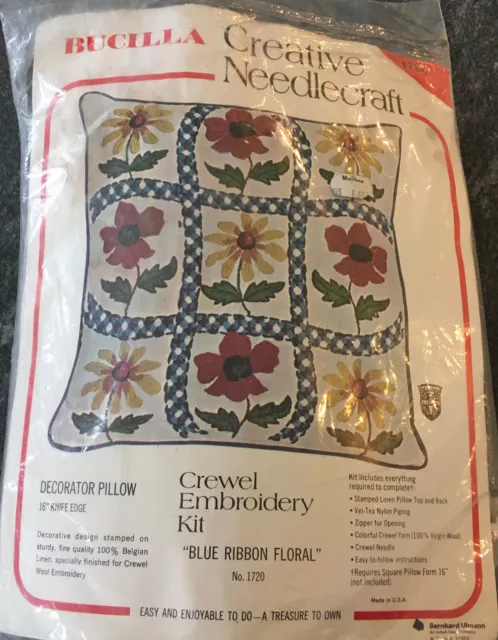 BUCILLA
Creative
Needlecraft
DECORATOR PILLOW
16" KNIFE EDGE
Decorative design stamped on
sturdy, fine quality 100% Belgian
Linen, specially finished for Crewel
Wool Embroidery
Crewel
Embroidery
Kit
"BLUE RIBBON FLORAL"
No. 1720
Kit includes everything
required to complete†:
• Stamped Linen Pillow Top and Back
• Vel-Tex Nylon Piping
• Zipper for Opening
• Colorful Crewel Yarn (100% Virgin Wool)
• Crewel Needle
• Easy-to-follow instructions
†Requires Square Pillow Form 16"
(not included)
Made in U.S.A.
EASY AND ENJOYABLE TO DO—A TREASURE TO OWN
Bernhard Ulmann